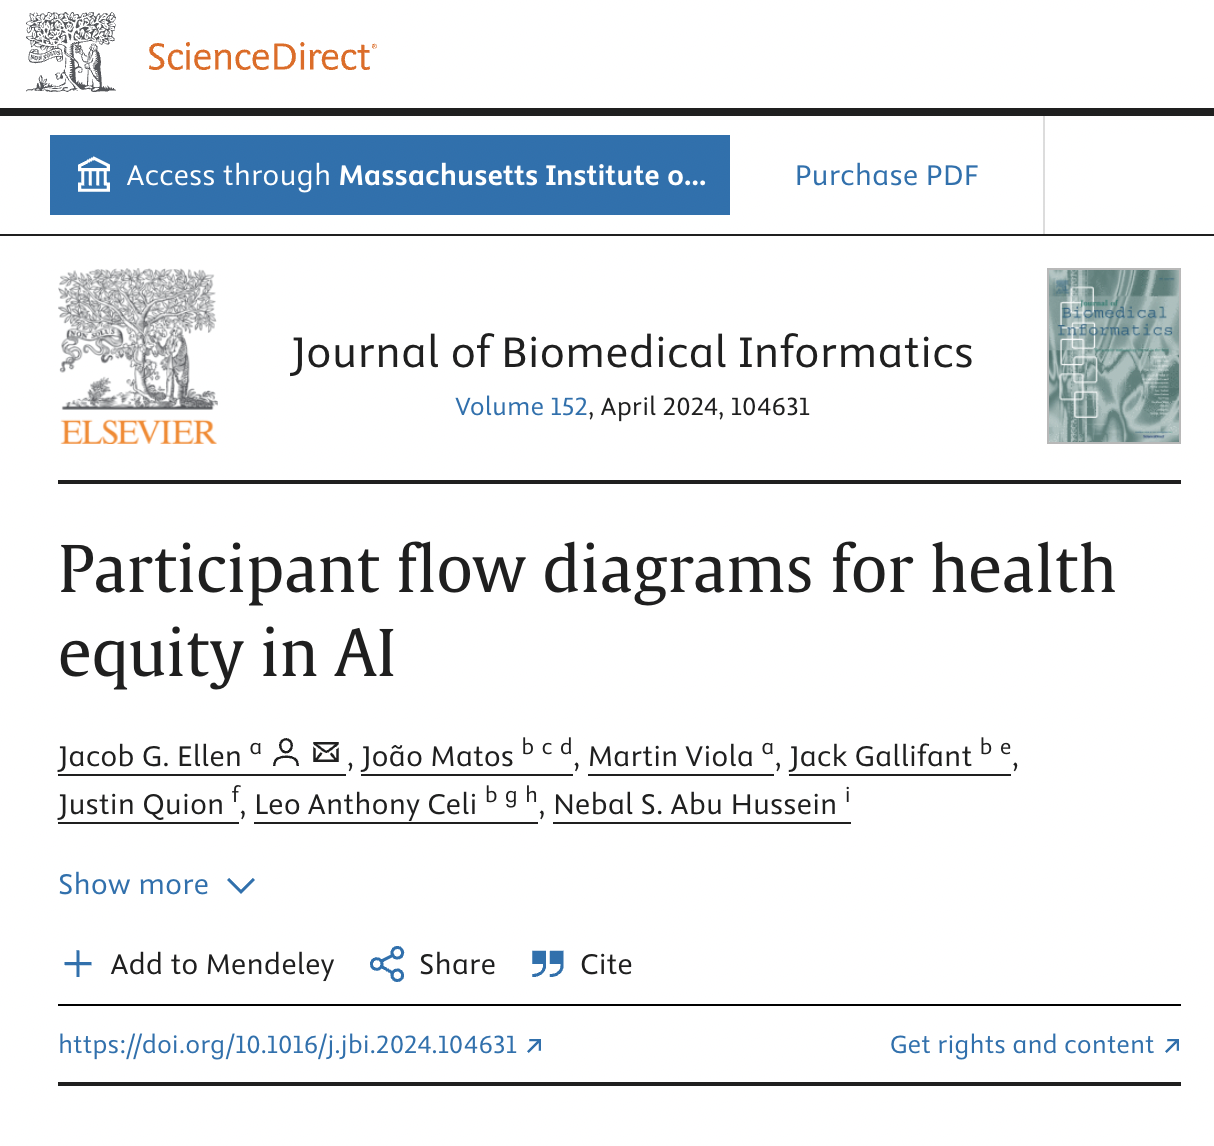 ScienceDirect®
Access through Massachusetts Institute o...
Purchase PDF
ELSEVIER
Journal of Biomedical Informatics
Volume 152, April 2024, 104631
Journal of
Biomedical
Informatics
Participant flow diagrams for health
equity in AI
Jacob G. Ellen a, João Matos b c d, Martin Viola a, Jack Gallifant b e,
Justin Quion f, Leo Anthony Celi b g h, Nebal S. Abu Hussein i
Show more
Add to Mendeley Share Cite
https://doi.org/10.1016/j.jbi.2024.104631
Get rights and content